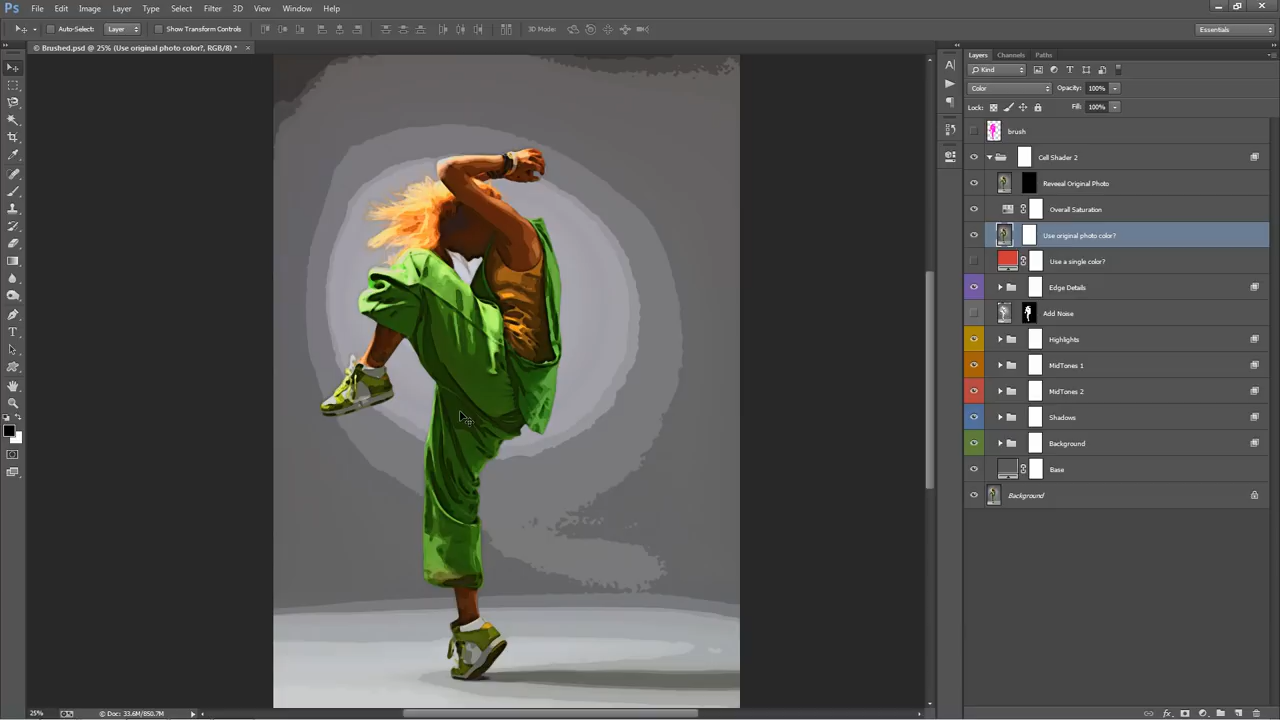 Ps File Edit Image Layer Type Select Filter 3D View Window Help
Auto-Select: Layer Show Transform Controls 3D Mode: Essentials
© Brushed.psd @ 25% (Use original photo color?, RGB/8) * ×
Layers Channels Paths
Kind
Color Opacity: 100%
Lock: Fill: 100%
brush
Cell Shader 2
Reveal Original Photo
Overall Saturation
Use original photo color?
Use a single color?
Edge Details
Add Noise
Highlights
MidTones 1
MidTones 2
Shadows
Background
Base
Background
25% © Doc: 33.6M/850.7M